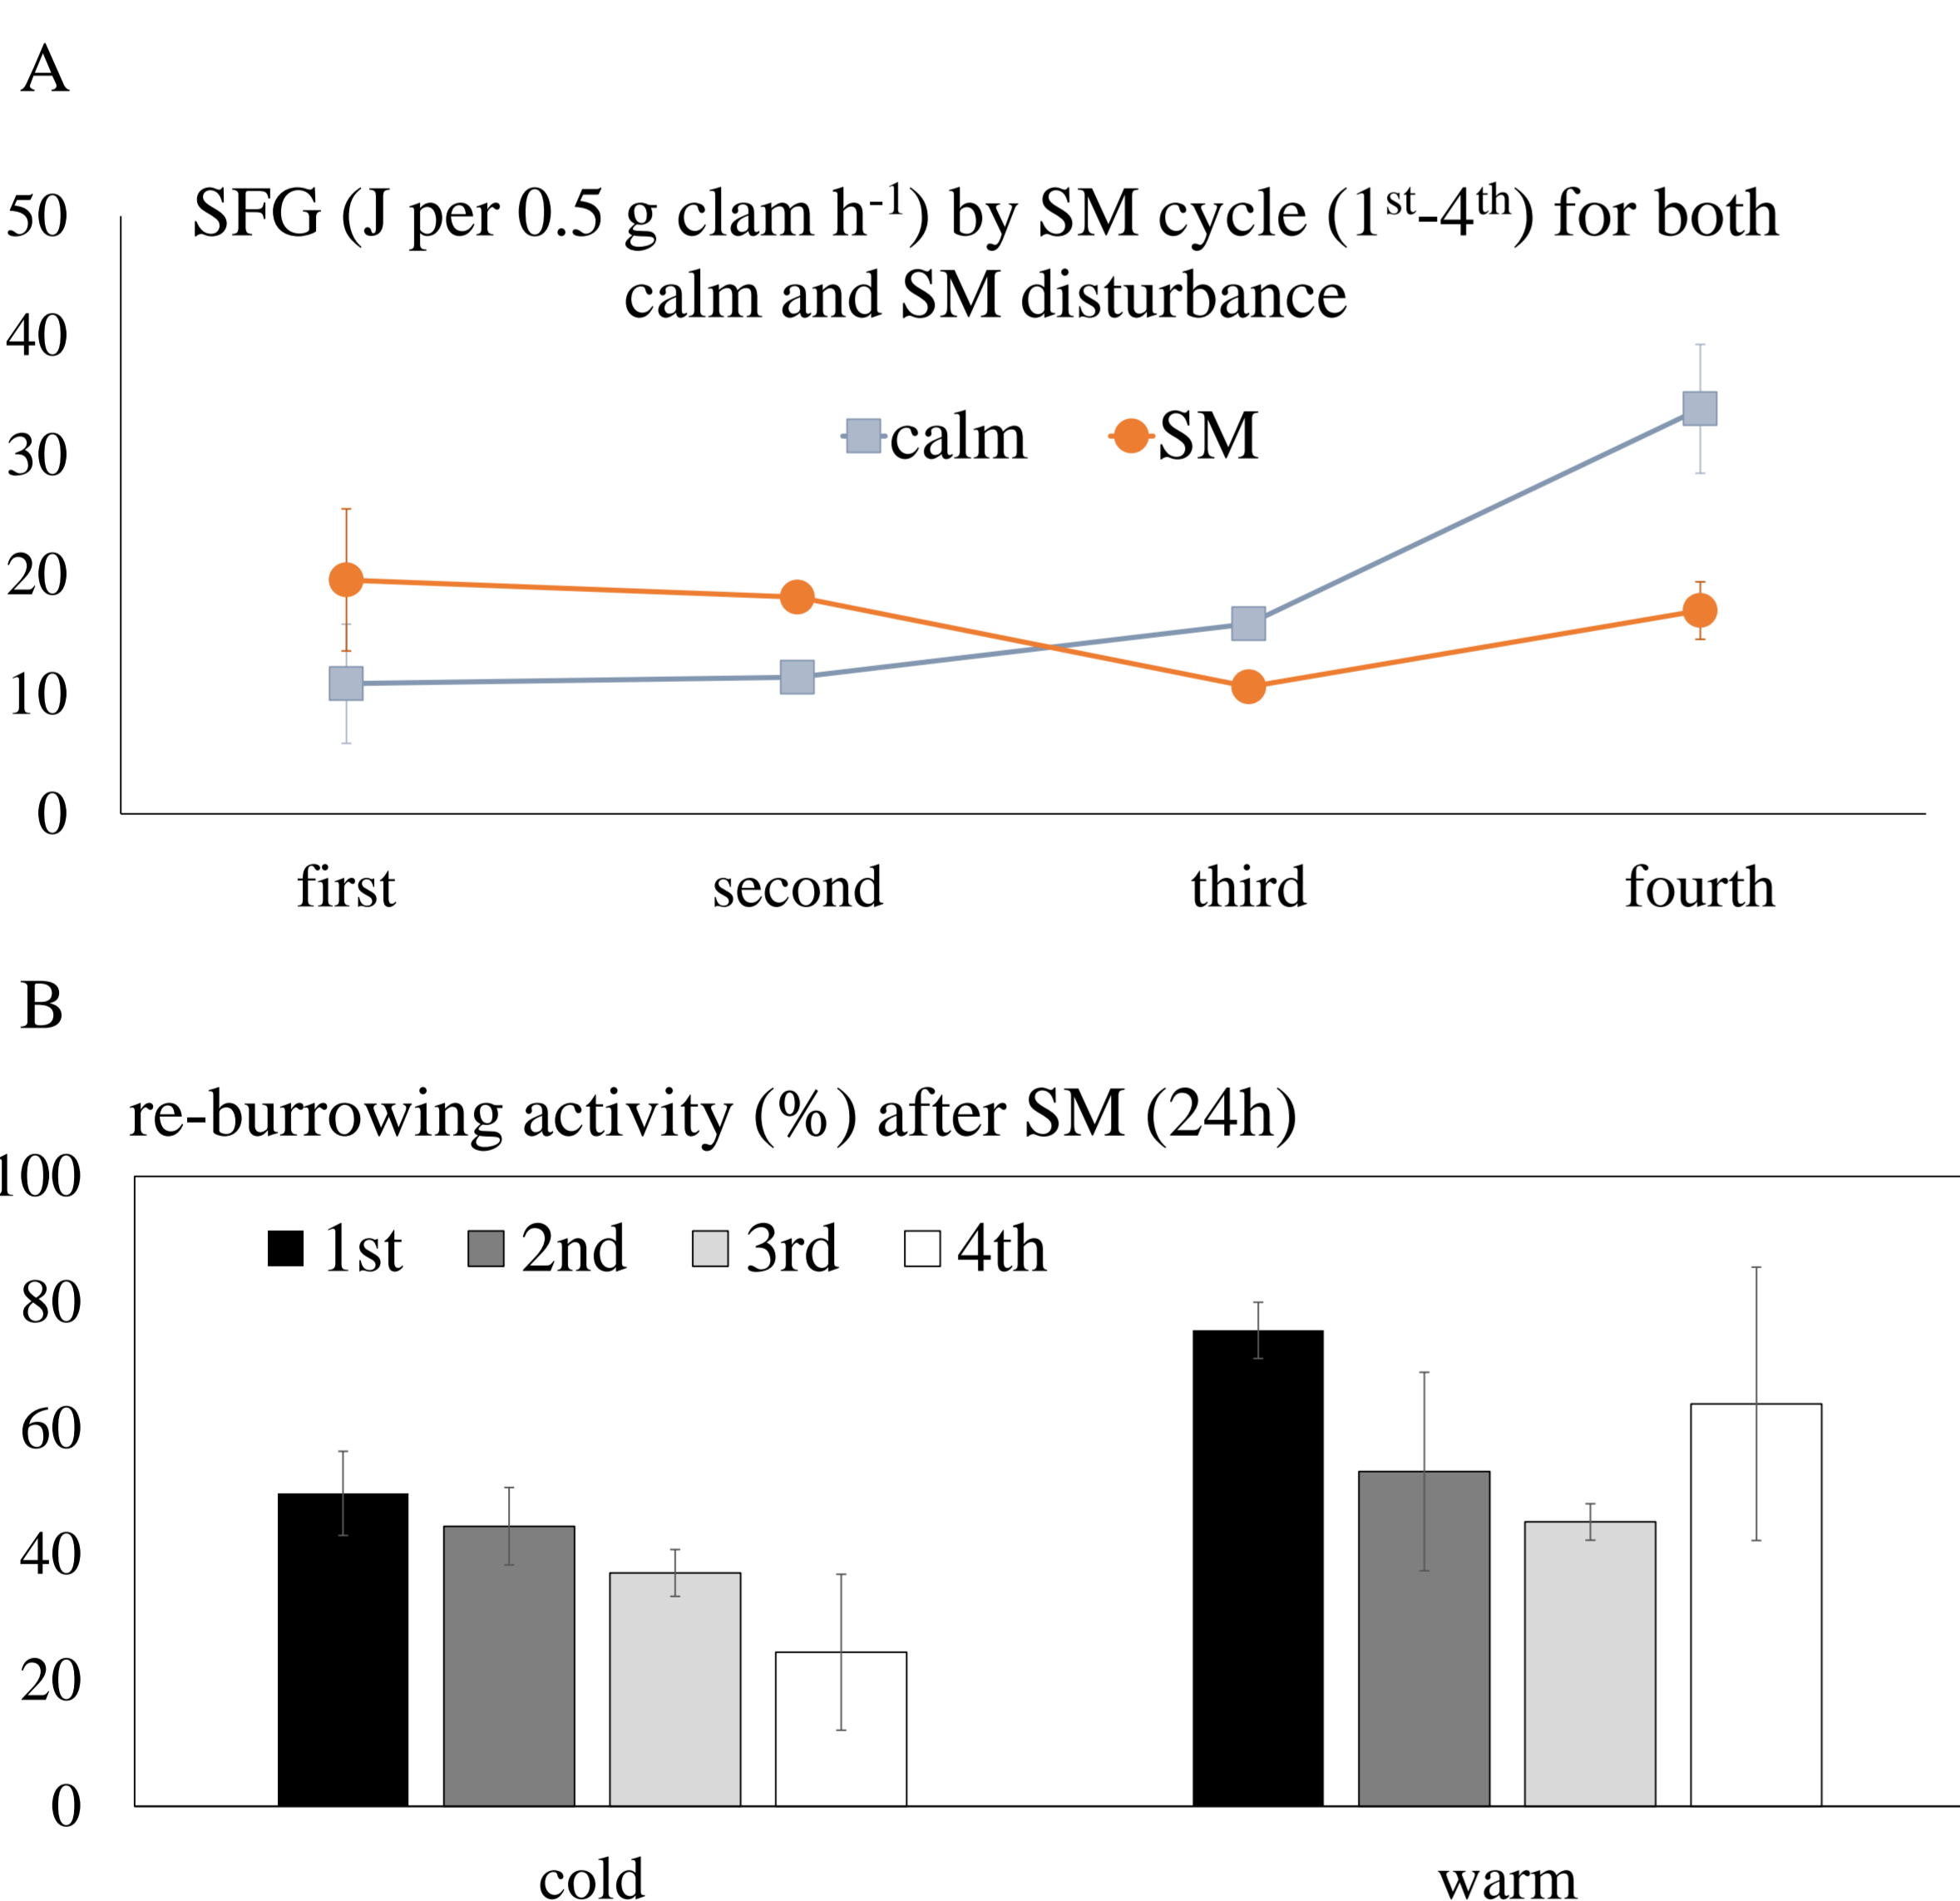 A
SFG (J per 0.5 g clam h⁻¹) by SM cycle (1ˢᵗ-4ᵗʰ) for both
calm and SM disturbance
50
40
30
20
10
0
calm SM
first second third fourth
B
re-burrowing activity (%) after SM (24h)
100
80
60
40
20
0
1st 2nd 3rd 4th
cold warm